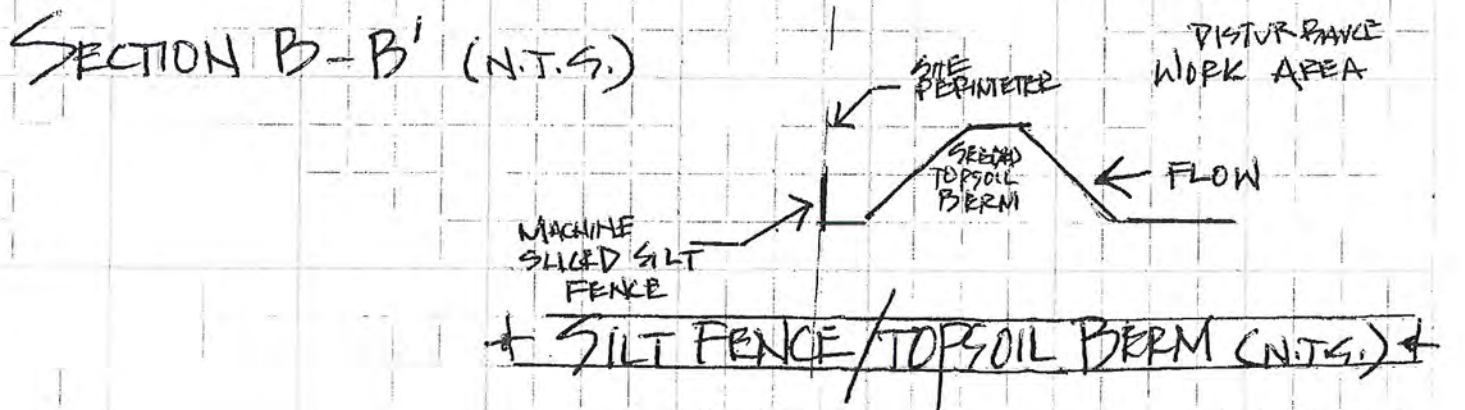 SECTION B-B' (N.T.S.)
DISTURBANCE
WORK AREA
SITE
PERIMETER
SEEDED
TOPSOIL
BERM
FLOW
MACHINE
SLICED SILT
FENCE
SILT FENCE/TOPSOIL BERM (N.T.S.)